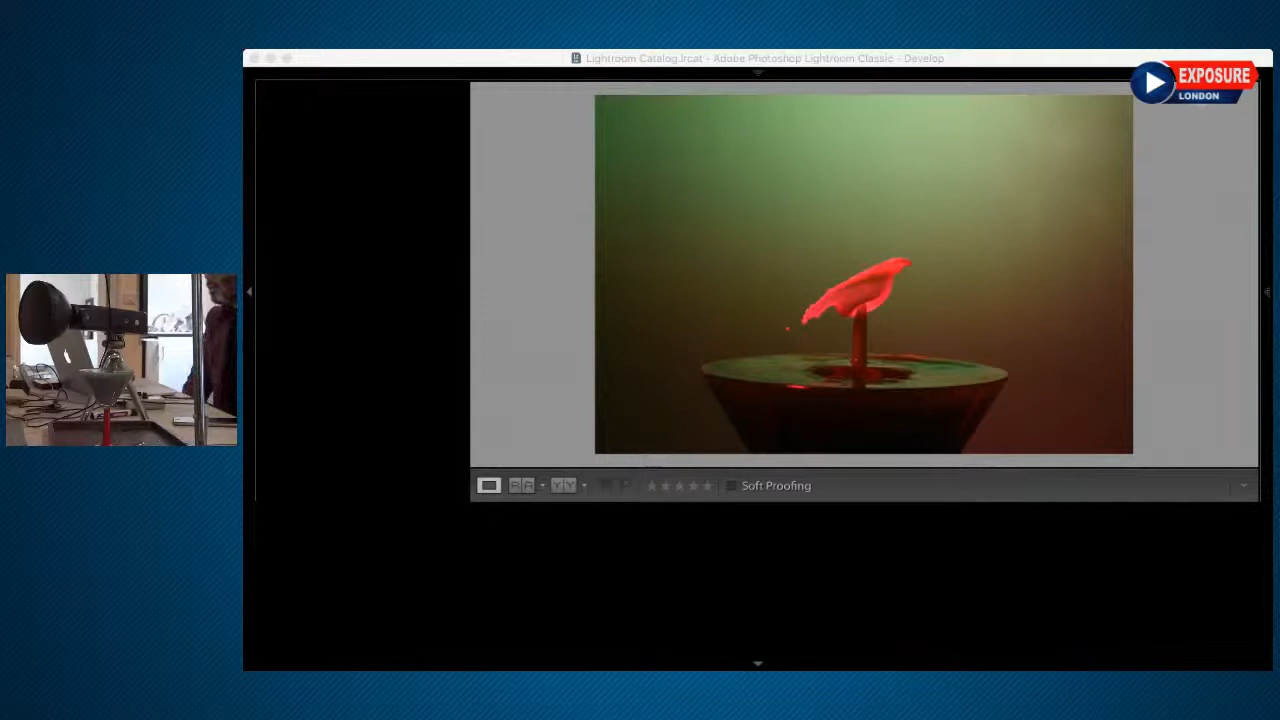 Lightroom Catalog.lrcat - Adobe Photoshop Lightroom Classic - Develop
EXPOSURE
LONDON
R A
Y Y
Soft Proofing